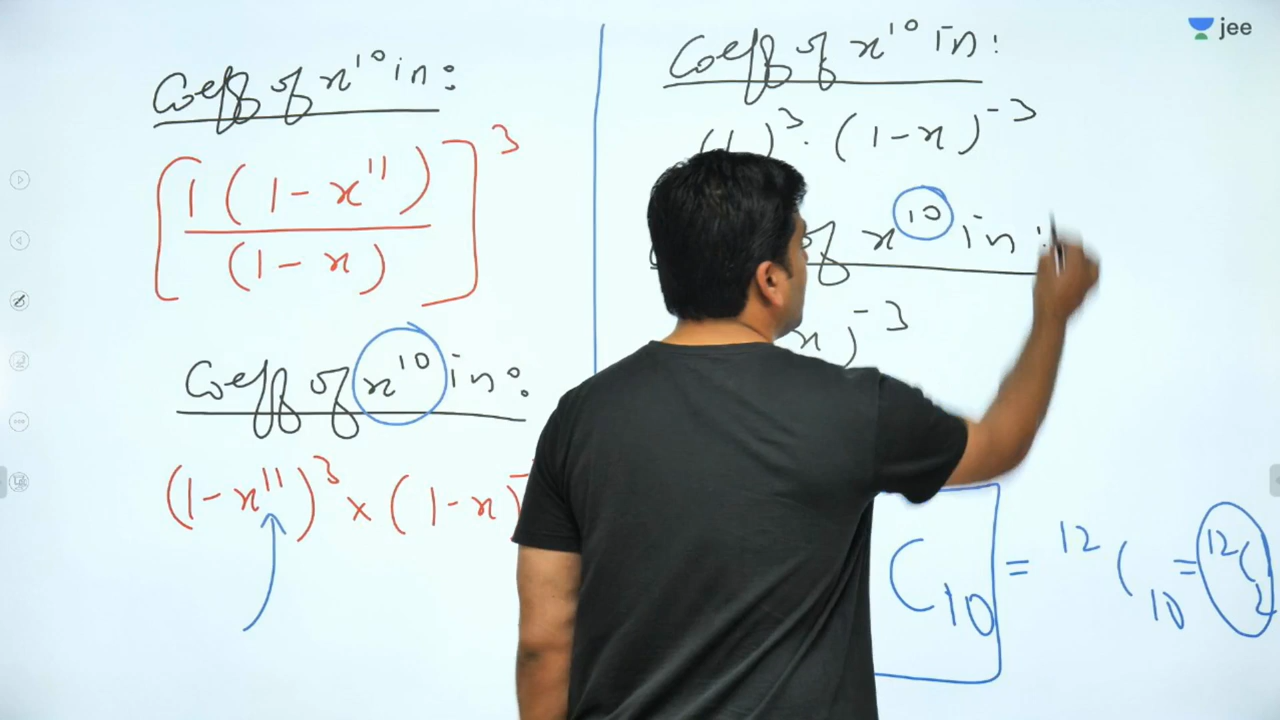 jee
Coeff of x¹⁰ in:
[1(1-x¹¹)/(1-x)]³
Coeff of x¹⁰ in:
(1-x¹¹)³ × (1-x)⁻
Coeff of x¹⁰ in:
(1)³ · (1-x)⁻³
of x¹⁰ in :
x)⁻³
C₁₀ = ¹²C₁₀ = ¹²C₂